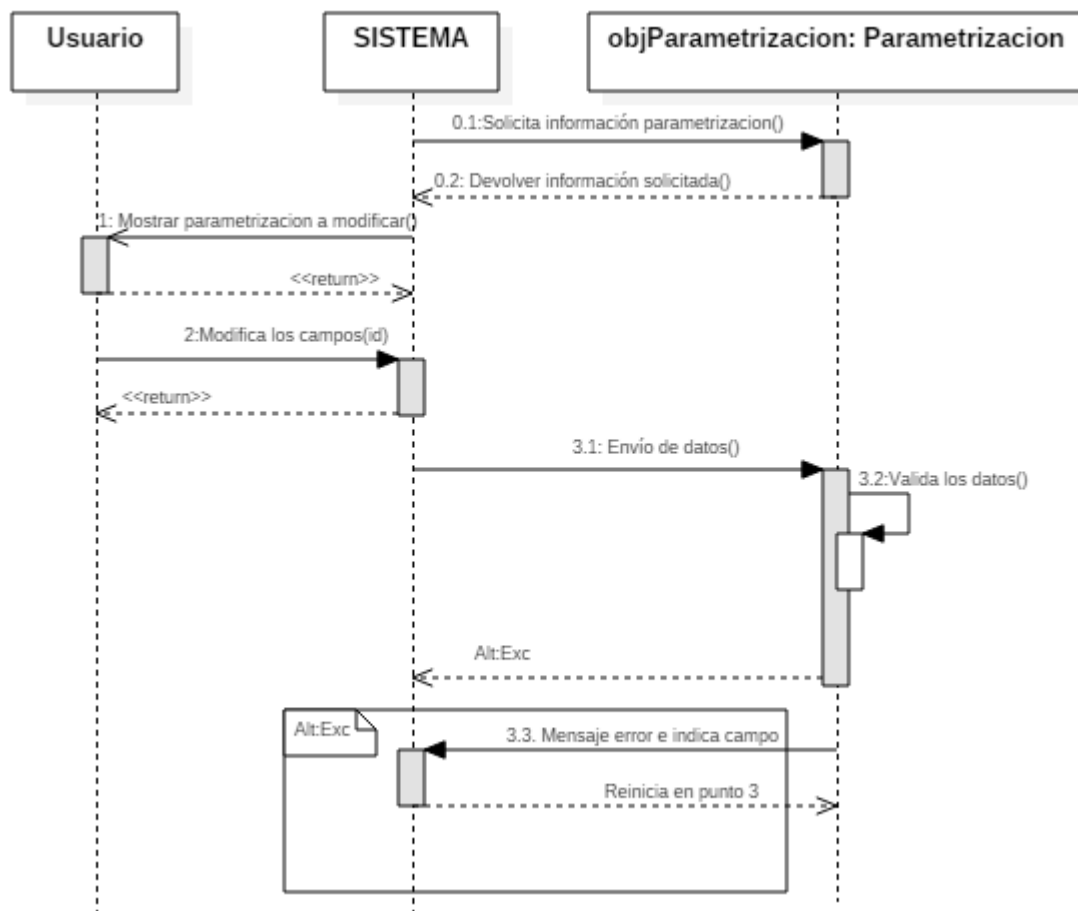 Usuario
SISTEMA
objParametrizacion: Parametrizacion
0.1:Solicita información parametrizacion()
0.2: Devolver información solicitada()
1: Mostrar parametrizacion a modificar()
<<return>>
2:Modifica los campos(id)
<<return>>
3.1: Envío de datos()
3.2:Valida los datos()
Alt:Exc
Alt:Exc
3.3. Mensaje error e indica campo
Reinicia en punto 3